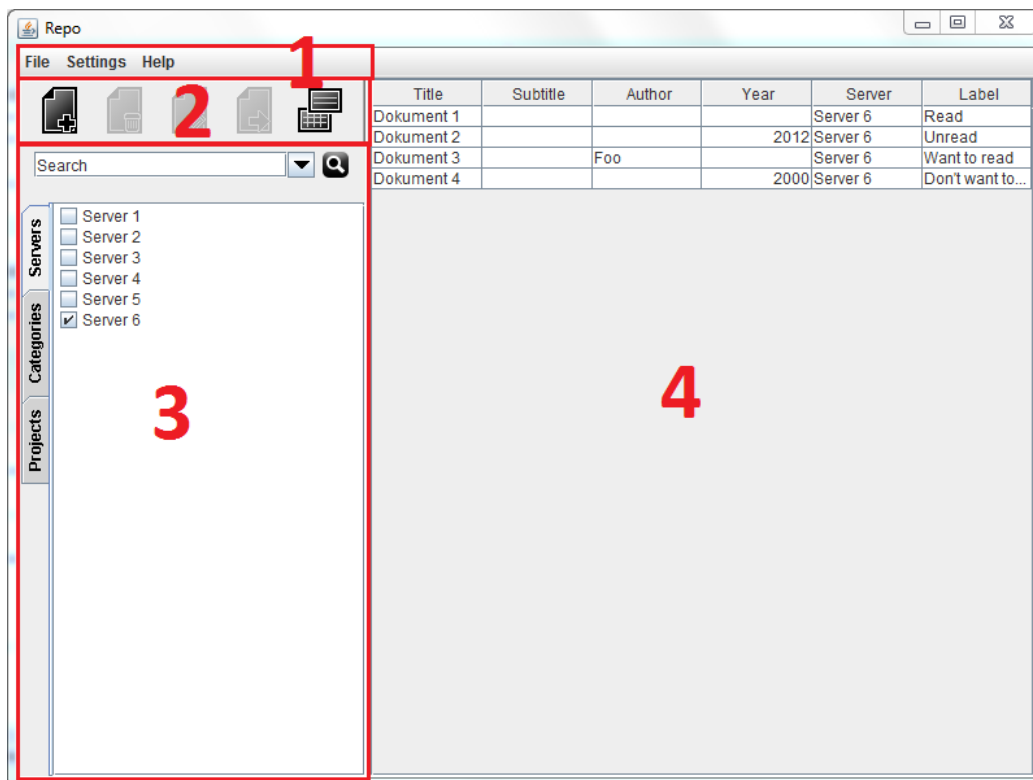 Repo
File Settings Help
1
2
Search
Servers
Categories
Projects
Server 1
Server 2
Server 3
Server 4
Server 5
Server 6
3
Title Subtitle Author Year Server Label
Dokument 1 Server 6 Read
Dokument 2 2012 Server 6 Unread
Dokument 3 Foo Server 6 Want to read
Dokument 4 2000 Server 6 Don't want to...
4